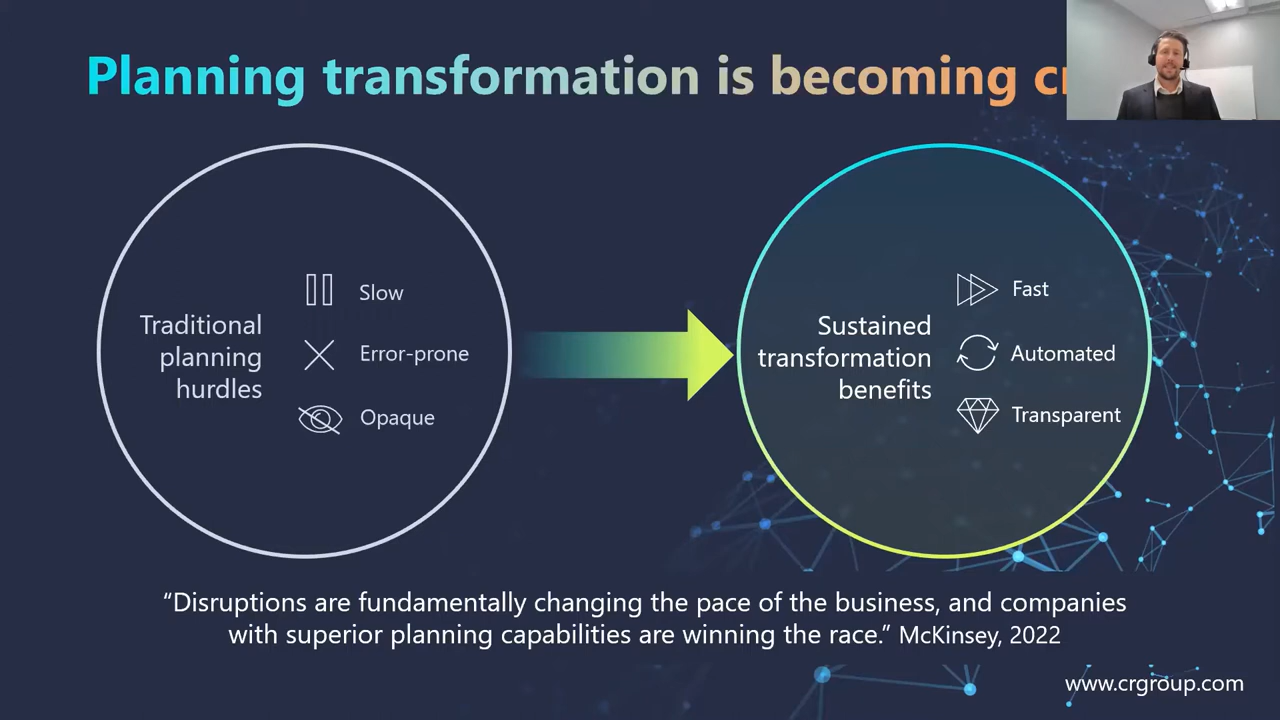 Planning transformation is becoming
Traditional
planning
hurdles
Slow
Error-prone
Opaque
Sustained
transformation
benefits
Fast
Automated
Transparent
“Disruptions are fundamentally changing the pace of the business, and companies
with superior planning capabilities are winning the race.” McKinsey, 2022
www.crgroup.com